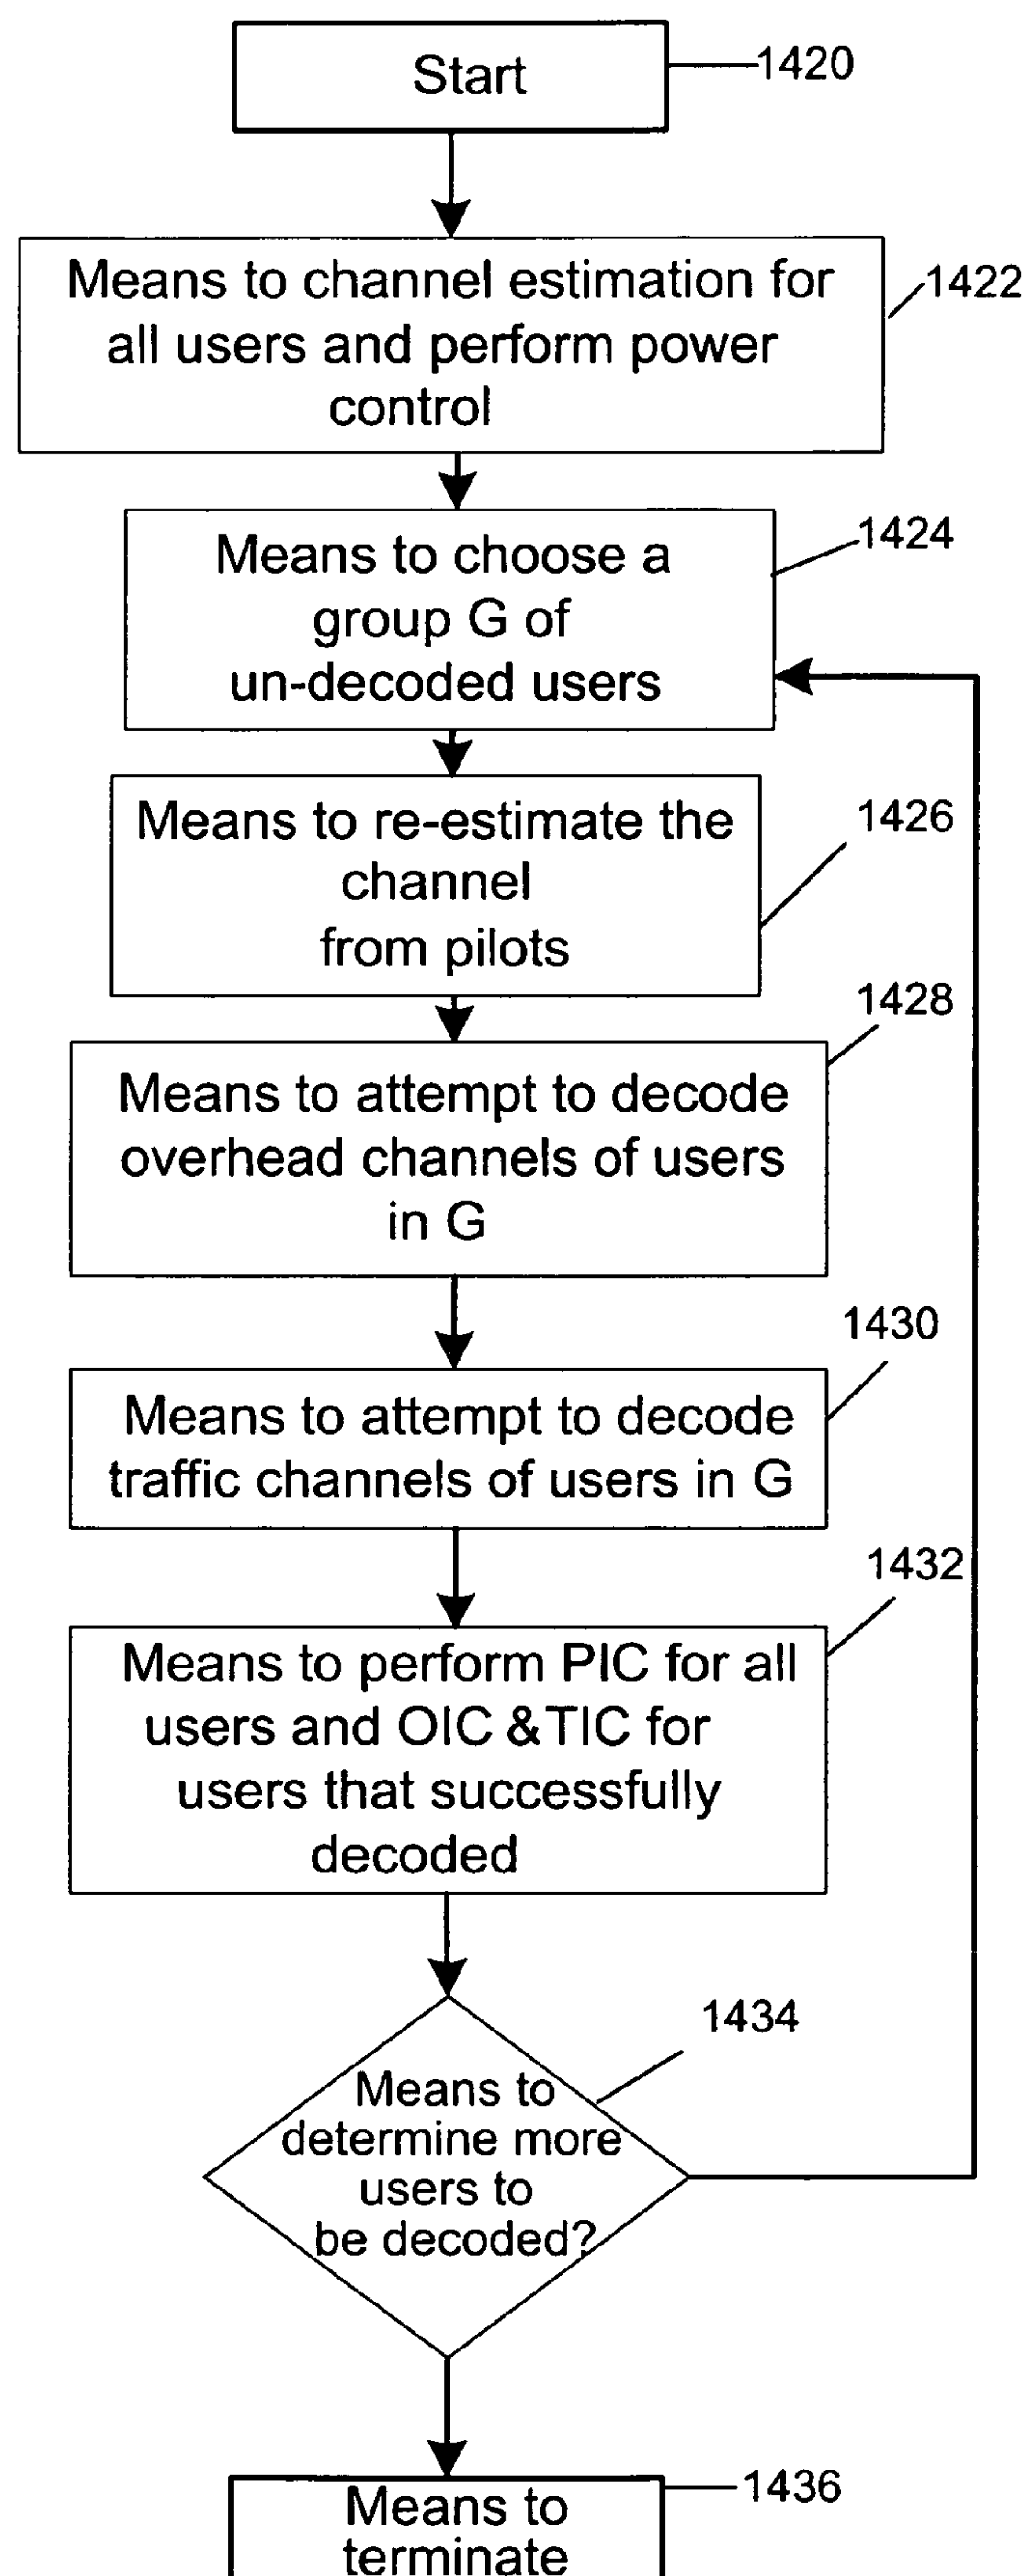 Start
1420
Means to channel estimation for
all users and perform power
control
1422
Means to choose a
group G of
un-decoded users
1424
Means to re-estimate the
channel
from pilots
1426
Means to attempt to decode
overhead channels of users
in G
1428
Means to attempt to decode
traffic channels of users in G
1430
Means to perform PIC for all
users and OIC &TIC for
users that successfully
decoded
1432
Means to
determine more
users to
be decoded?
1434
Means to
terminate
1436